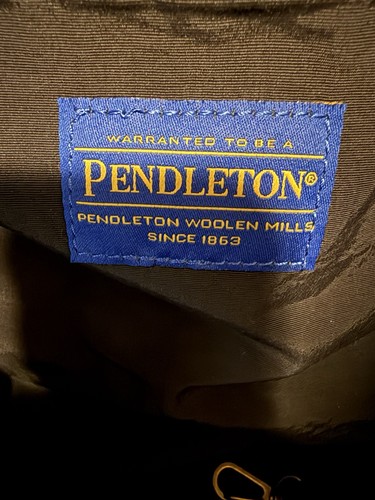 WARRANTED TO BE A
PENDLETON®
PENDLETON WOOLEN MILLS
SINCE 1863